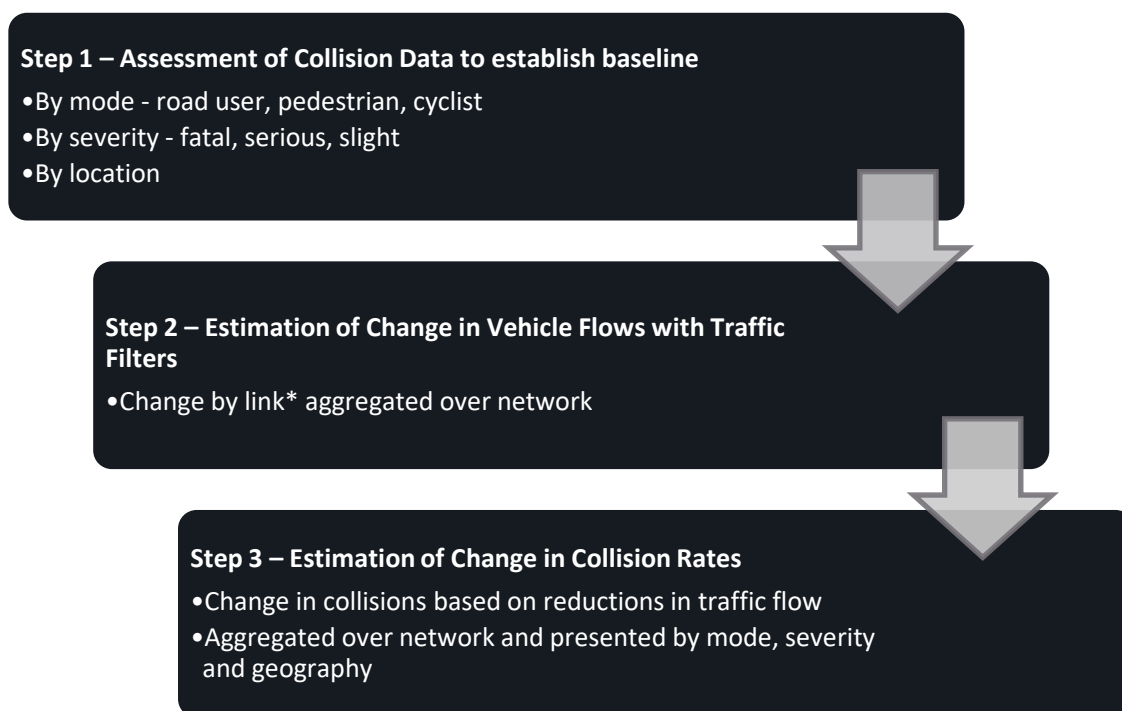 Step 1 – Assessment of Collision Data to establish baseline
•By mode - road user, pedestrian, cyclist
•By severity - fatal, serious, slight
•By location
Step 2 – Estimation of Change in Vehicle Flows with Traffic
Filters
•Change by link* aggregated over network
Step 3 – Estimation of Change in Collision Rates
•Change in collisions based on reductions in traffic flow
•Aggregated over network and presented by mode, severity
and geography